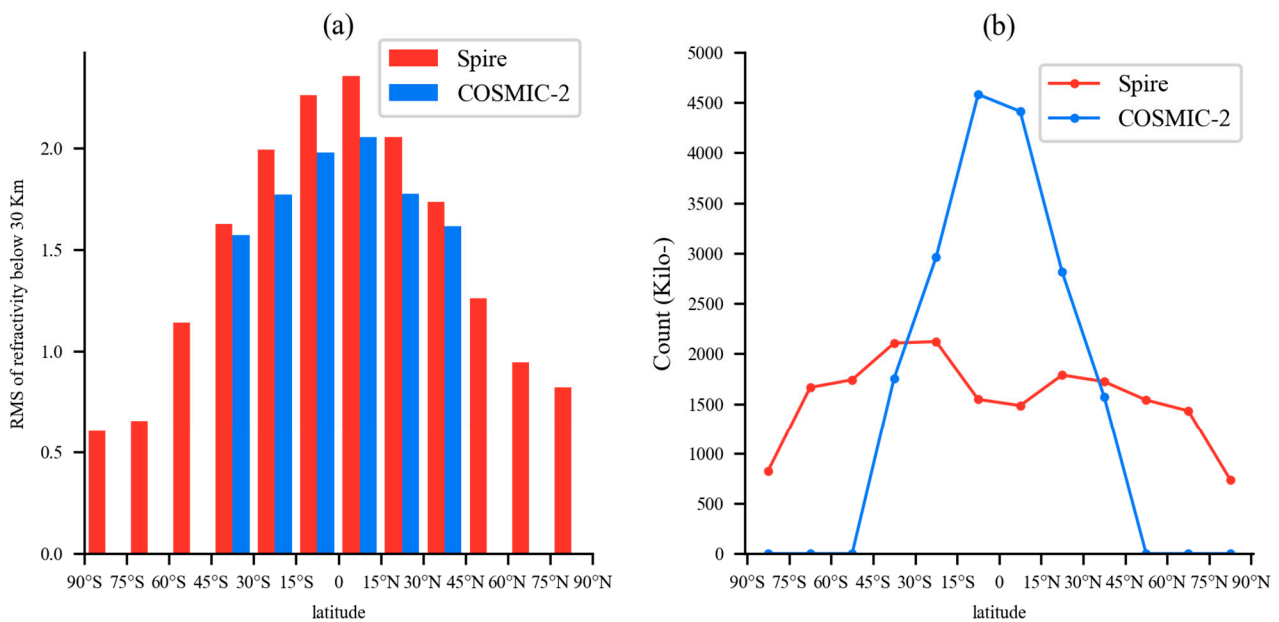 (a)
Spire
COSMIC-2
RMS of refractivity below 30 Km
2.0
1.5
1.0
0.5
0.0
90°S 75°S 60°S 45°S 30°S 15°S 0 15°N 30°N 45°N 60°N 75°N 90°N
latitude
(b)
Spire
COSMIC-2
Count (Kilo-)
5000
4500
4000
3500
3000
2500
2000
1500
1000
500
0
90°S 75°S 60°S 45°S 30°S 15°S 0 15°N 30°N 45°N 60°N 75°N 90°N
latitude